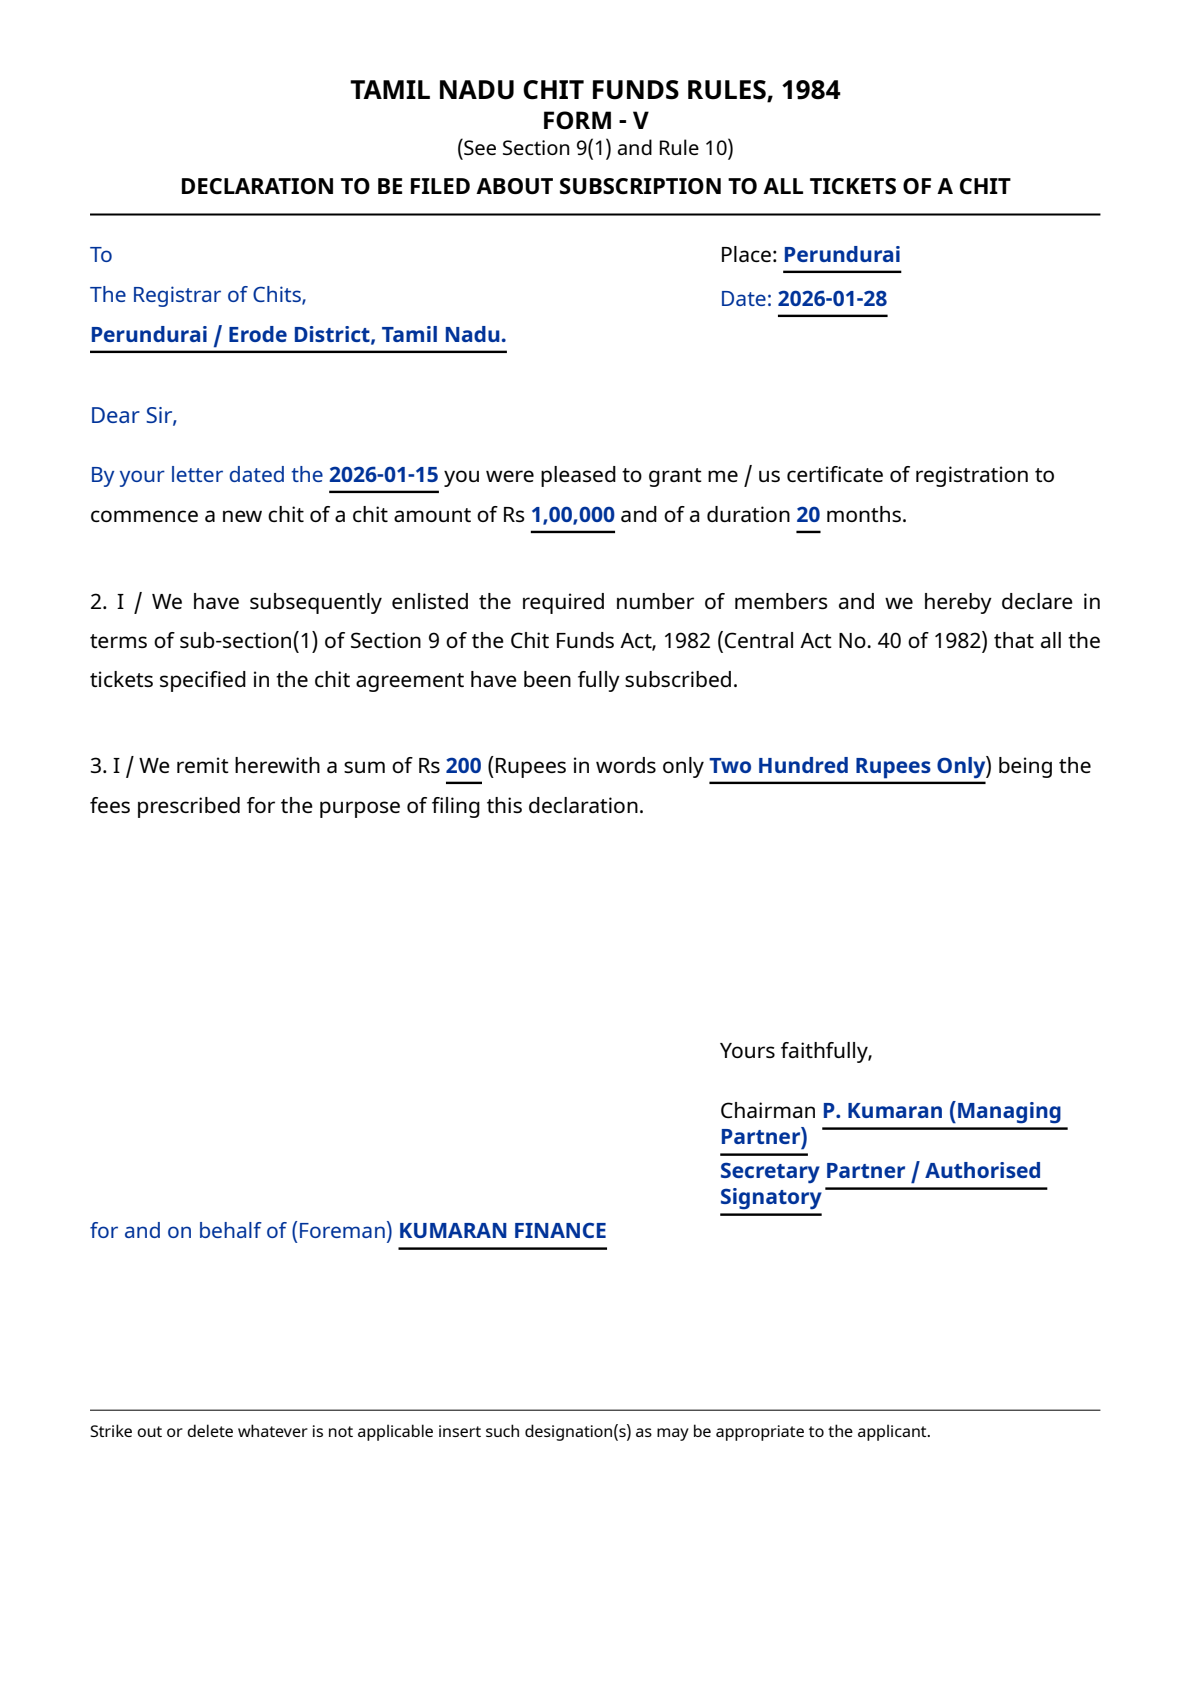 TAMIL NADU CHIT FUNDS RULES, 1984
FORM - V
(See Section 9(1) and Rule 10)
DECLARATION TO BE FILED ABOUT SUBSCRIPTION TO ALL TICKETS OF A CHIT
To
The Registrar of Chits,
Perundurai / Erode District, Tamil Nadu.
Place: Perundurai
Date: 2026-01-28
Dear Sir,
By your letter dated the 2026-01-15 you were pleased to grant me / us certificate of registration to
commence a new chit of a chit amount of Rs 1,00,000 and of a duration 20 months.
2. I / We have subsequently enlisted the required number of members and we hereby declare in
terms of sub-section(1) of Section 9 of the Chit Funds Act, 1982 (Central Act No. 40 of 1982) that all the
tickets specified in the chit agreement have been fully subscribed.
3. I / We remit herewith a sum of Rs 200 (Rupees in words only Two Hundred Rupees Only) being the
fees prescribed for the purpose of filing this declaration.
Yours faithfully,
Chairman P. Kumaran (Managing
Partner)
Secretary Partner / Authorised
Signatory
for and on behalf of (Foreman) KUMARAN FINANCE
Strike out or delete whatever is not applicable insert such designation(s) as may be appropriate to the applicant.